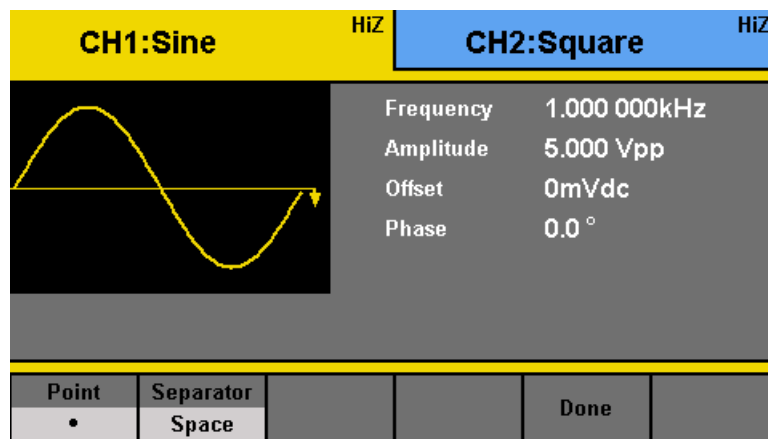 CH1:Sine HiZ CH2:Square HiZ
Frequency 1.000 000kHz
Amplitude 5.000 Vpp
Offset 0mVdc
Phase 0.0 °
Point Separator
• Space Done